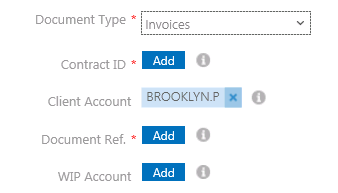 Document Type * Invoices
Contract ID * Add
Client Account BROOKLYN.P ×
Document Ref. * Add
WIP Account Add